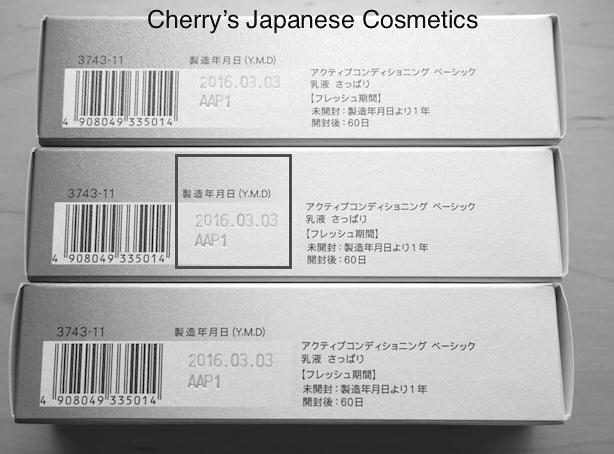 Cherry's Japanese Cosmetics
3743-11
製造年月日(Y.M.D)
2016.03.03
AAP1
4 908049 335014
アクティブコンディショニング ベーシック
乳液 さっぱり
【フレッシュ期間】
未開封:製造年月日より1年
開封後:60日
3743-11
製造年月日(Y.M.D)
2016.03.03
AAP1
4 908049 335014
アクティブコンディショニング ベーシック
乳液 さっぱり
【フレッシュ期間】
未開封:製造年月日より1年
開封後:60日
3743-11
製造年月日(Y.M.D)
2016.03.03
AAP1
4 908049 335014
アクティブコンディショニング ベーシック
乳液 さっぱり
【フレッシュ期間】
未開封:製造年月日より1年
開封後:60日